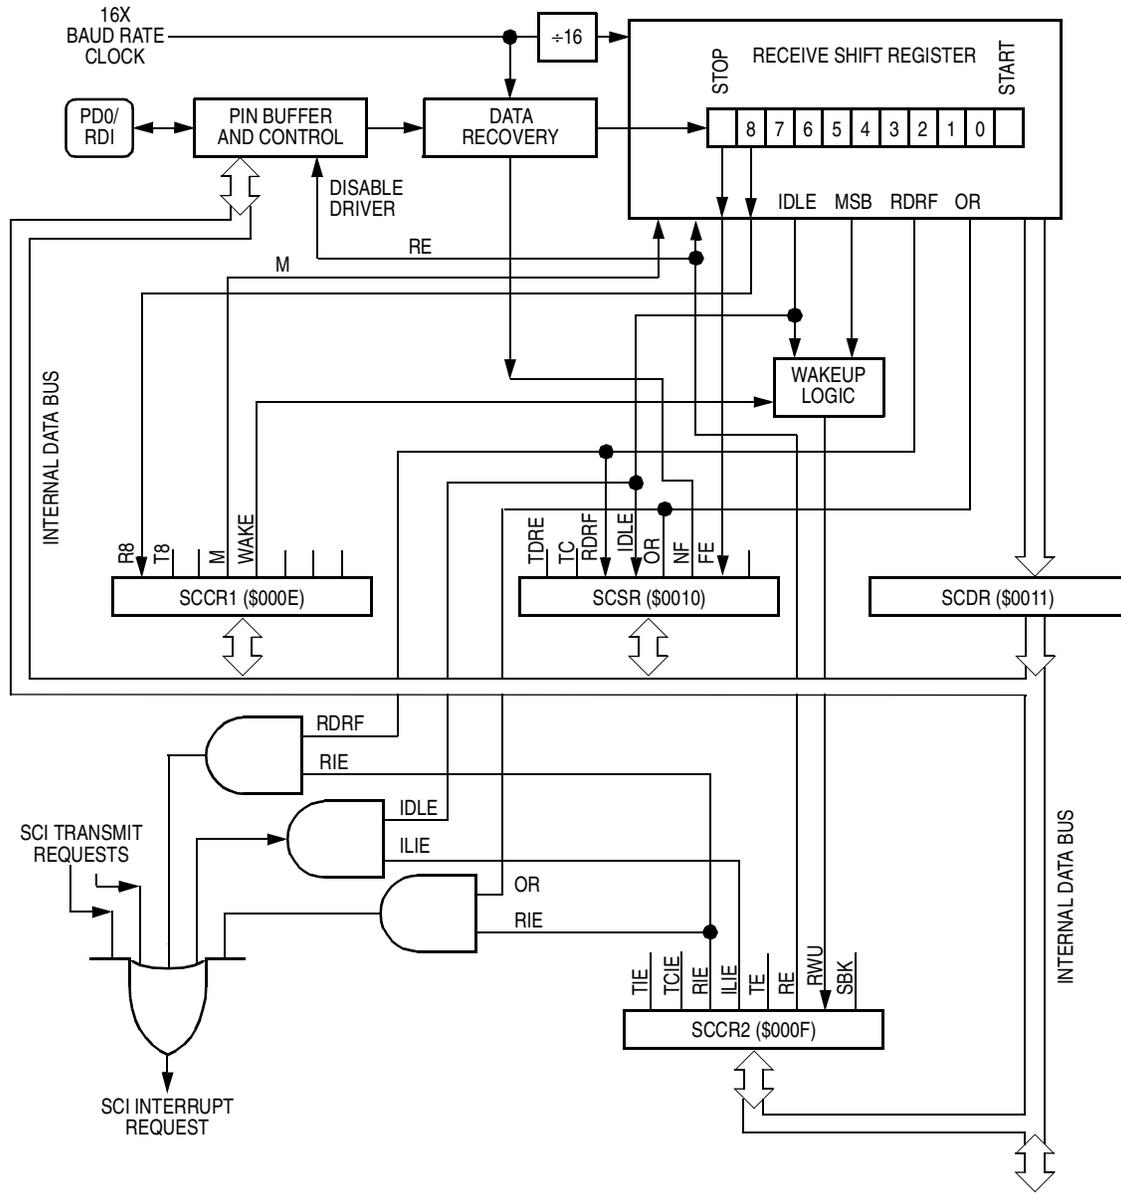 16X
BAUD RATE
CLOCK
÷16
RECEIVE SHIFT REGISTER
STOP
START
PD0/
RDI
PIN BUFFER
AND CONTROL
DATA
RECOVERY
8 7 6 5 4 3 2 1 0
DISABLE
DRIVER
IDLE MSB RDRF OR
RE
M
WAKEUP
LOGIC
INTERNAL DATA BUS
R8 T8 M WAKE
TDRE TC RDRF IDLE OR NF FE
SCCR1 ($000E)
SCSR ($0010)
SCDR ($0011)
RDRF
RIE
IDLE
ILIE
SCI TRANSMIT
REQUESTS
OR
RIE
INTERNAL DATA BUS
TIE TCIE RIE ILIE TE RE RWU SBK
SCCR2 ($000F)
SCI INTERRUPT
REQUEST